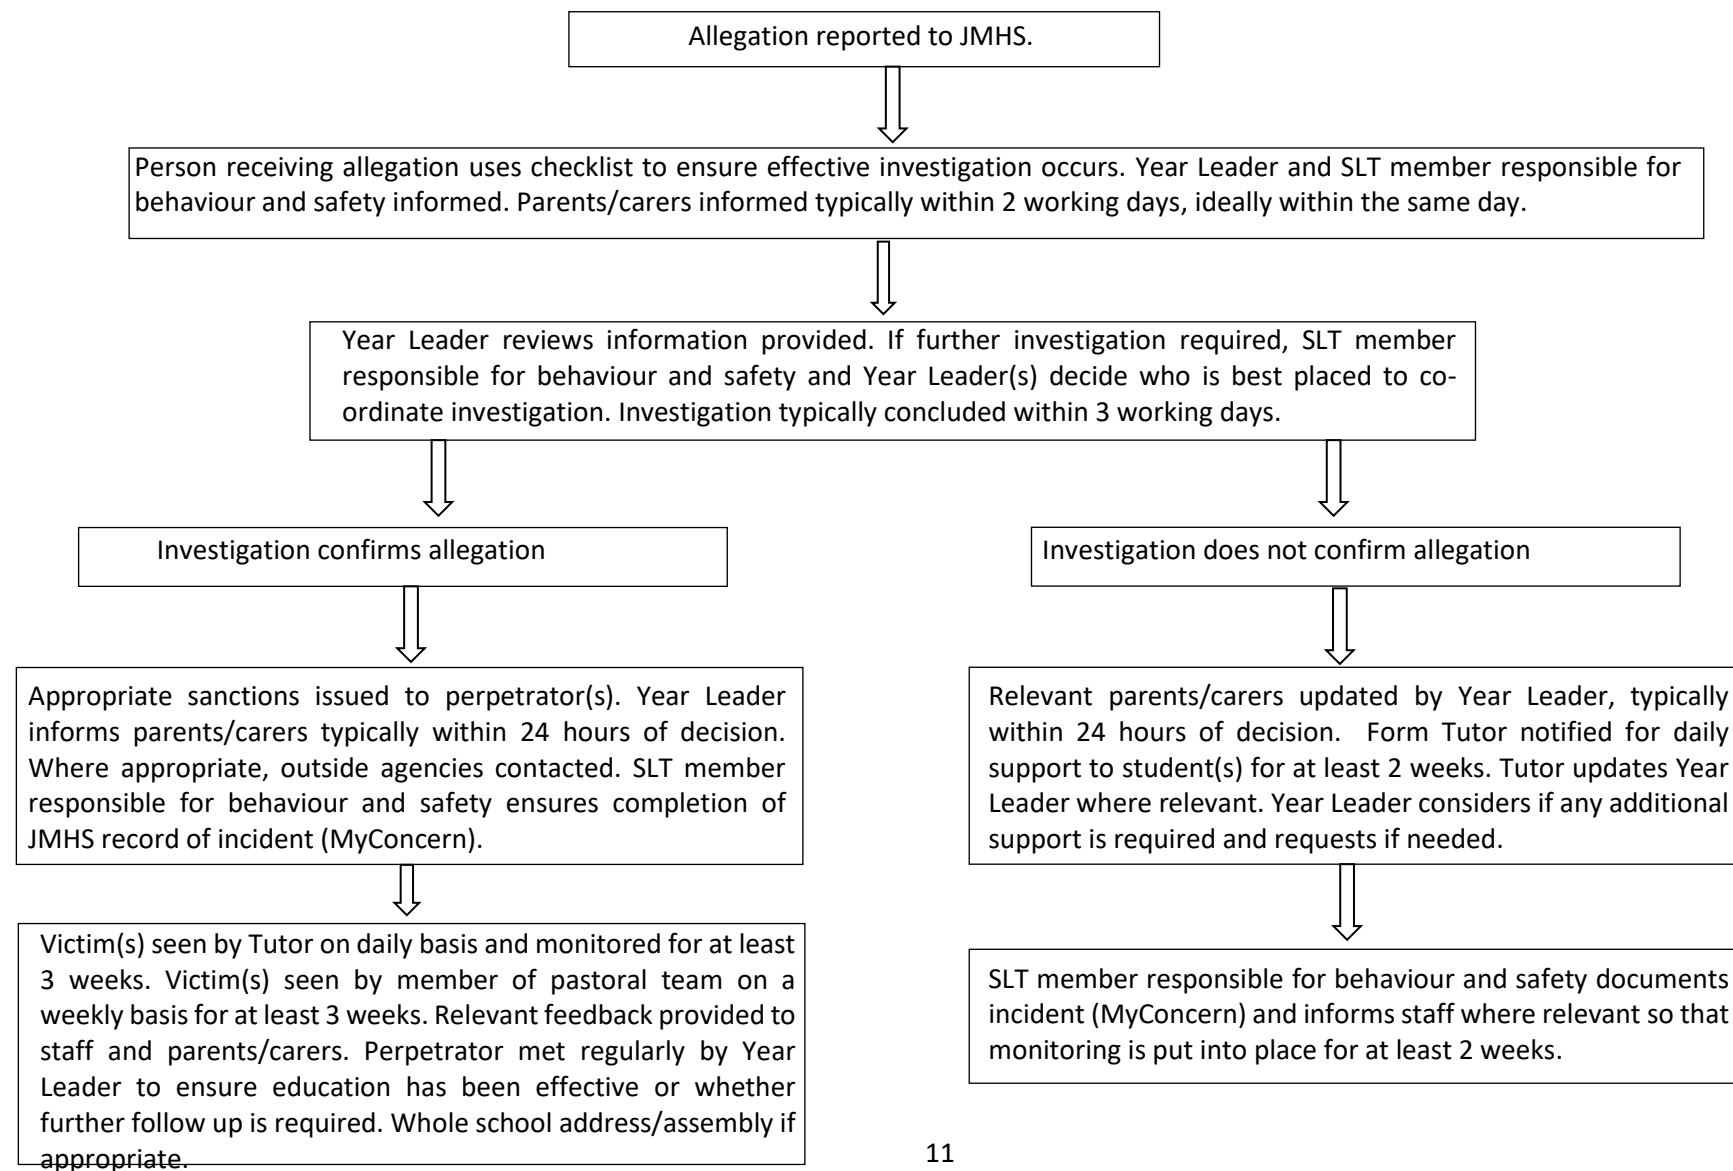 Allegation reported to JMHS.
Person receiving allegation uses checklist to ensure effective investigation occurs. Year Leader and SLT member responsible for
behaviour and safety informed. Parents/carers informed typically within 2 working days, ideally within the same day.
Year Leader reviews information provided. If further investigation required, SLT member
responsible for behaviour and safety and Year Leader(s) decide who is best placed to co-
ordinate investigation. Investigation typically concluded within 3 working days.
Investigation confirms allegation
Investigation does not confirm allegation
Appropriate sanctions issued to perpetrator(s). Year Leader
informs parents/carers typically within 24 hours of decision.
Where appropriate, outside agencies contacted. SLT member
responsible for behaviour and safety ensures completion of
JMHS record of incident (MyConcern).
Relevant parents/carers updated by Year Leader, typically
within 24 hours of decision. Form Tutor notified for daily
support to student(s) for at least 2 weeks. Tutor updates Year
Leader where relevant. Year Leader considers if any additional
support is required and requests if needed.
Victim(s) seen by Tutor on daily basis and monitored for at least
3 weeks. Victim(s) seen by member of pastoral team on a
weekly basis for at least 3 weeks. Relevant feedback provided to
staff and parents/carers. Perpetrator met regularly by Year
Leader to ensure education has been effective or whether
further follow up is required. Whole school address/assembly if
appropriate.
SLT member responsible for behaviour and safety documents
incident (MyConcern) and informs staff where relevant so that
monitoring is put into place for at least 2 weeks.
11